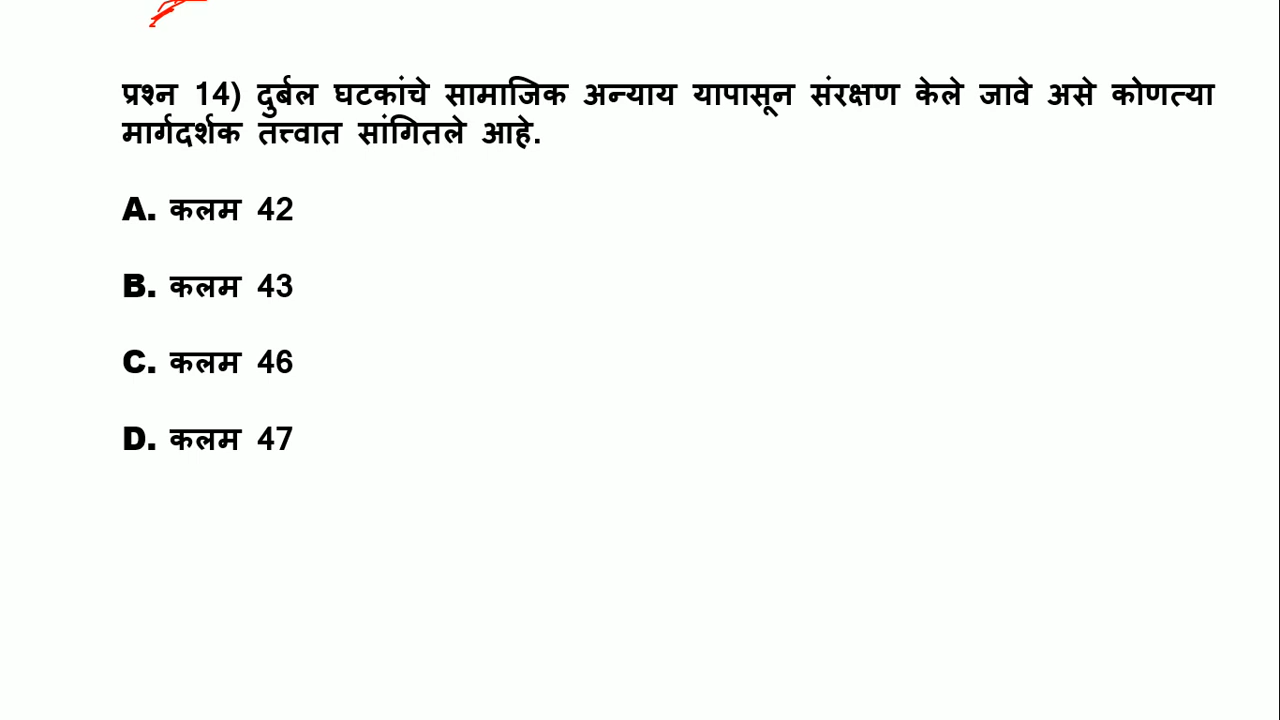 प्रश्न 14) दुर्बल घटकांचे सामाजिक अन्याय यापासून संरक्षण केले जावे असे कोणत्या
मार्गदर्शक तत्त्वात सांगितले आहे.
A. कलम 42
B. कलम 43
C. कलम 46
D. कलम 47